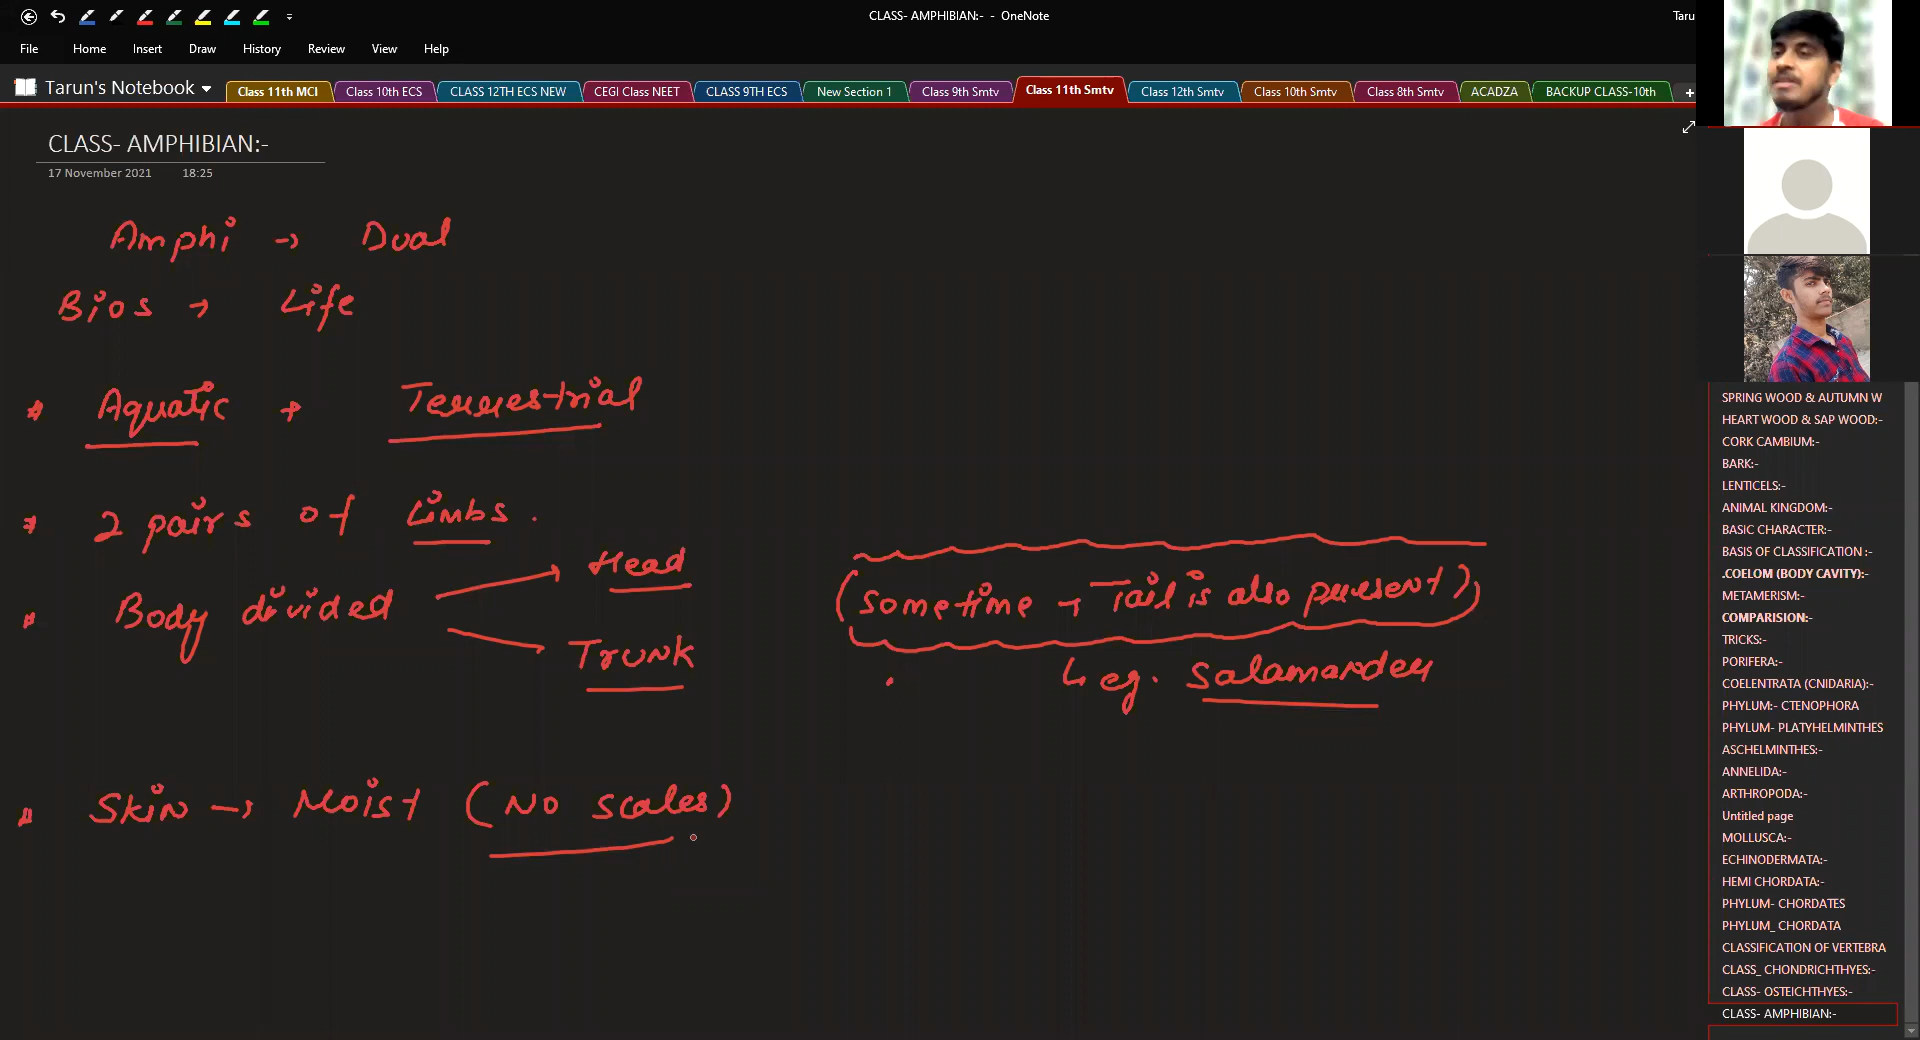 CLASS- AMPHIBIAN:- - OneNote
Tarun
File Home Insert Draw History Review View Help
Tarun's Notebook
Class 11th MCI Class 10th ECS CLASS 12TH ECS NEW CEGI Class NEET CLASS 9TH ECS New Section 1 Class 9th Smtv Class 11th Smtv Class 12th Smtv Class 10th Smtv Class 8th Smtv ACADZA BACKUP CLASS-10th +
CLASS- AMPHIBIAN:-
17 November 2021 18:25
Amphi → Dual
Bios → Life
* Aquatic + Terrestrial
* 2 pairs of Limbs.
* Body divided
Head
Trunk
(sometime → Tail is also present)
↳ eg. Salamander
* Skin → Moist (No scales)
SPRING WOOD & AUTUMN W
HEART WOOD & SAP WOOD:-
CORK CAMBIUM:-
BARK:-
LENTICELS:-
ANIMAL KINGDOM:-
BASIC CHARACTER:-
BASIS OF CLASSIFICATION :-
.COELOM (BODY CAVITY):-
METAMERISM:-
COMPARISION:-
TRICKS:-
PORIFERA:-
COELENTRATA (CNIDARIA):-
PHYLUM:- CTENOPHORA
PHYLUM- PLATYHELMINTHES
ASCHELMINTHES:-
ANNELIDA:-
ARTHROPODA:-
Untitled page
MOLLUSCA:-
ECHINODERMATA:-
HEMI CHORDATA:-
PHYLUM- CHORDATES
PHYLUM_ CHORDATA
CLASSIFICATION OF VERTEBRA
CLASS_ CHONDRICHTHYES:-
CLASS- OSTEICHTHYES:-
CLASS- AMPHIBIAN:-